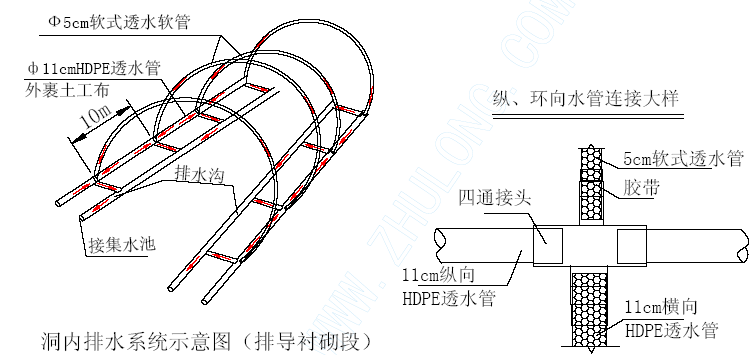 Φ5cm软式透水软管
φ11cmHDPE透水管
外裹土工布
10m
排水沟
接集水池
洞内排水系统示意图（排导衬砌段）
纵、环向水管连接大样
5cm软式透水管
胶带
四通接头
11cm纵向
HDPE透水管
11cm横向
HDPE透水管
WWW.ZHULONG.COM